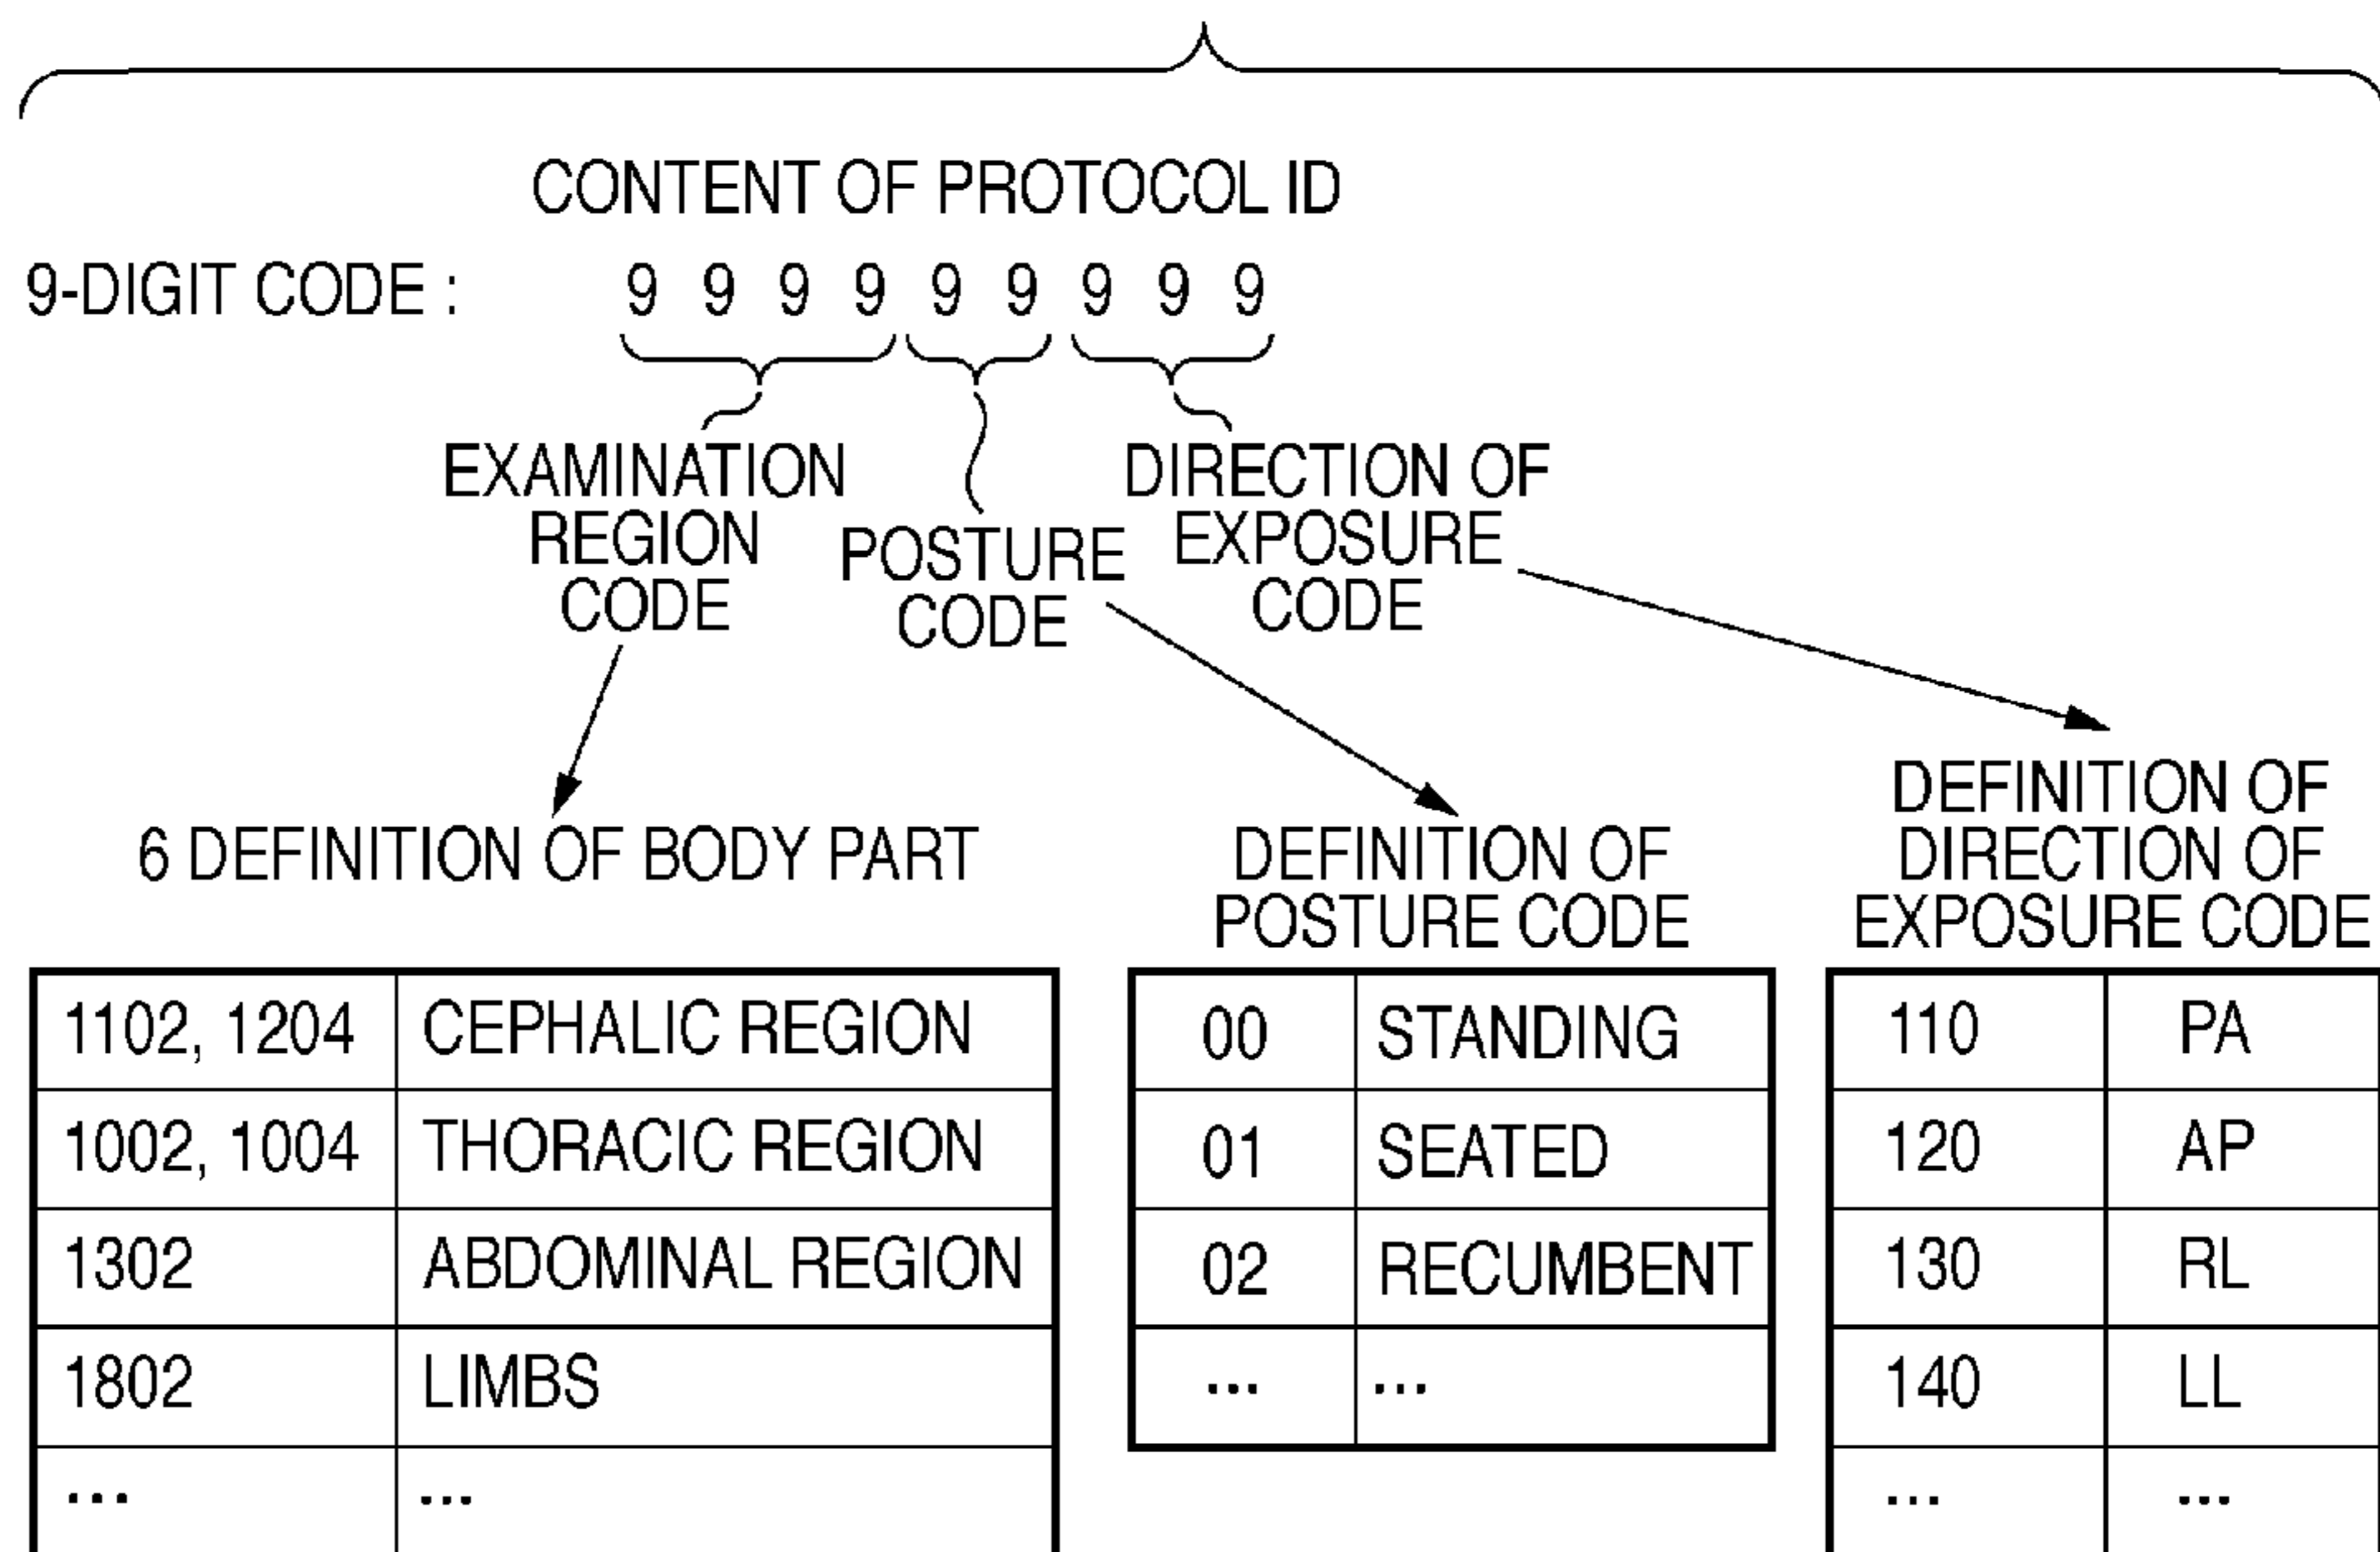 CONTENT OF PROTOCOL ID
9-DIGIT CODE : 9 9 9 9 9 9 9 9 9
EXAMINATION
REGION
CODE
POSTURE
CODE
DIRECTION OF
EXPOSURE
CODE
6 DEFINITION OF BODY PART
1102, 1204 CEPHALIC REGION
1002, 1004 THORACIC REGION
1302 ABDOMINAL REGION
1802 LIMBS
... ...
DEFINITION OF
POSTURE CODE
00 STANDING
01 SEATED
02 RECUMBENT
... ...
DEFINITION OF
DIRECTION OF
EXPOSURE CODE
110 PA
120 AP
130 RL
140 LL
... ...